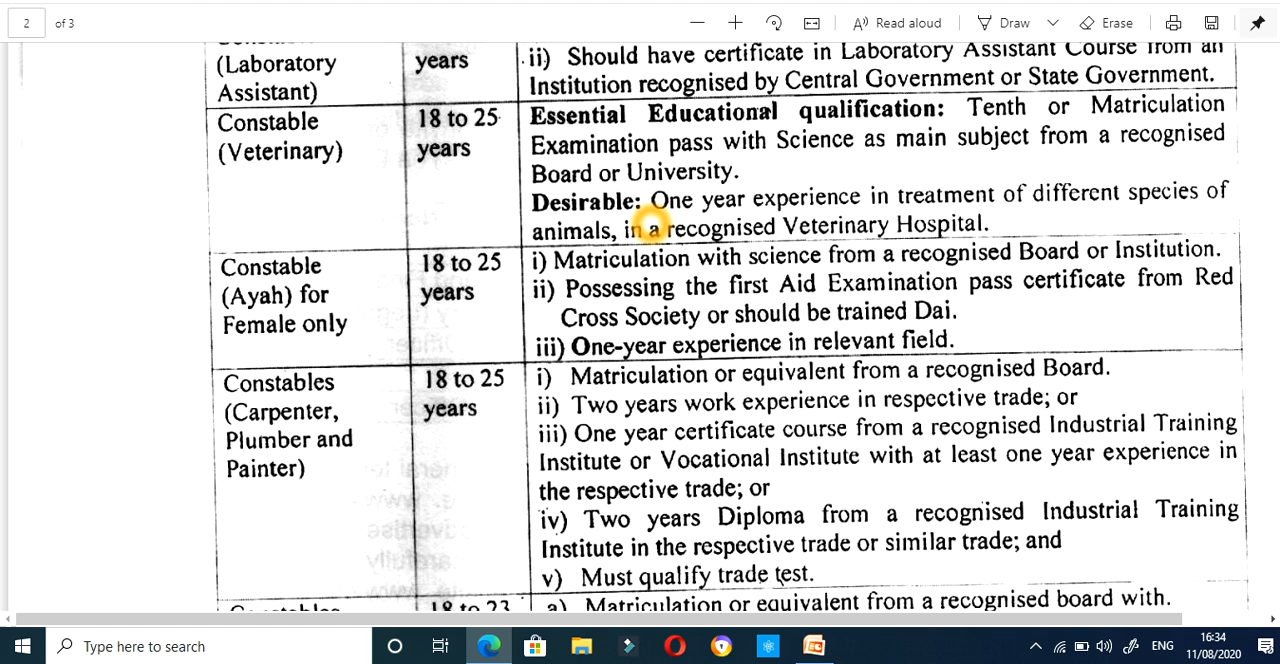 2 of 3
Read aloud
Draw
Erase
(Laboratory
Assistant)
years
ii) Should have certificate in Laboratory Assistant Course from an
Institution recognised by Central Government or State Government.
Constable
(Veterinary)
18 to 25
years
Essential Educational qualification: Tenth or Matriculation
Examination pass with Science as main subject from a recognised
Board or University.
Desirable: One year experience in treatment of different species of
animals, in a recognised Veterinary Hospital.
Constable
(Ayah) for
Female only
18 to 25
years
i) Matriculation with science from a recognised Board or Institution.
ii) Possessing the first Aid Examination pass certificate from Red
Cross Society or should be trained Dai.
iii) One-year experience in relevant field.
Constables
(Carpenter,
Plumber and
Painter)
18 to 25
years
i) Matriculation or equivalent from a recognised Board.
ii) Two years work experience in respective trade; or
iii) One year certificate course from a recognised Industrial Training
Institute or Vocational Institute with at least one year experience in
the respective trade; or
iv) Two years Diploma from a recognised Industrial Training
Institute in the respective trade or similar trade; and
v) Must qualify trade test.
Constables
18 to 23
a) Matriculation or equivalent from a recognised board with.
Type here to search
ENG
16:34
11/08/2020